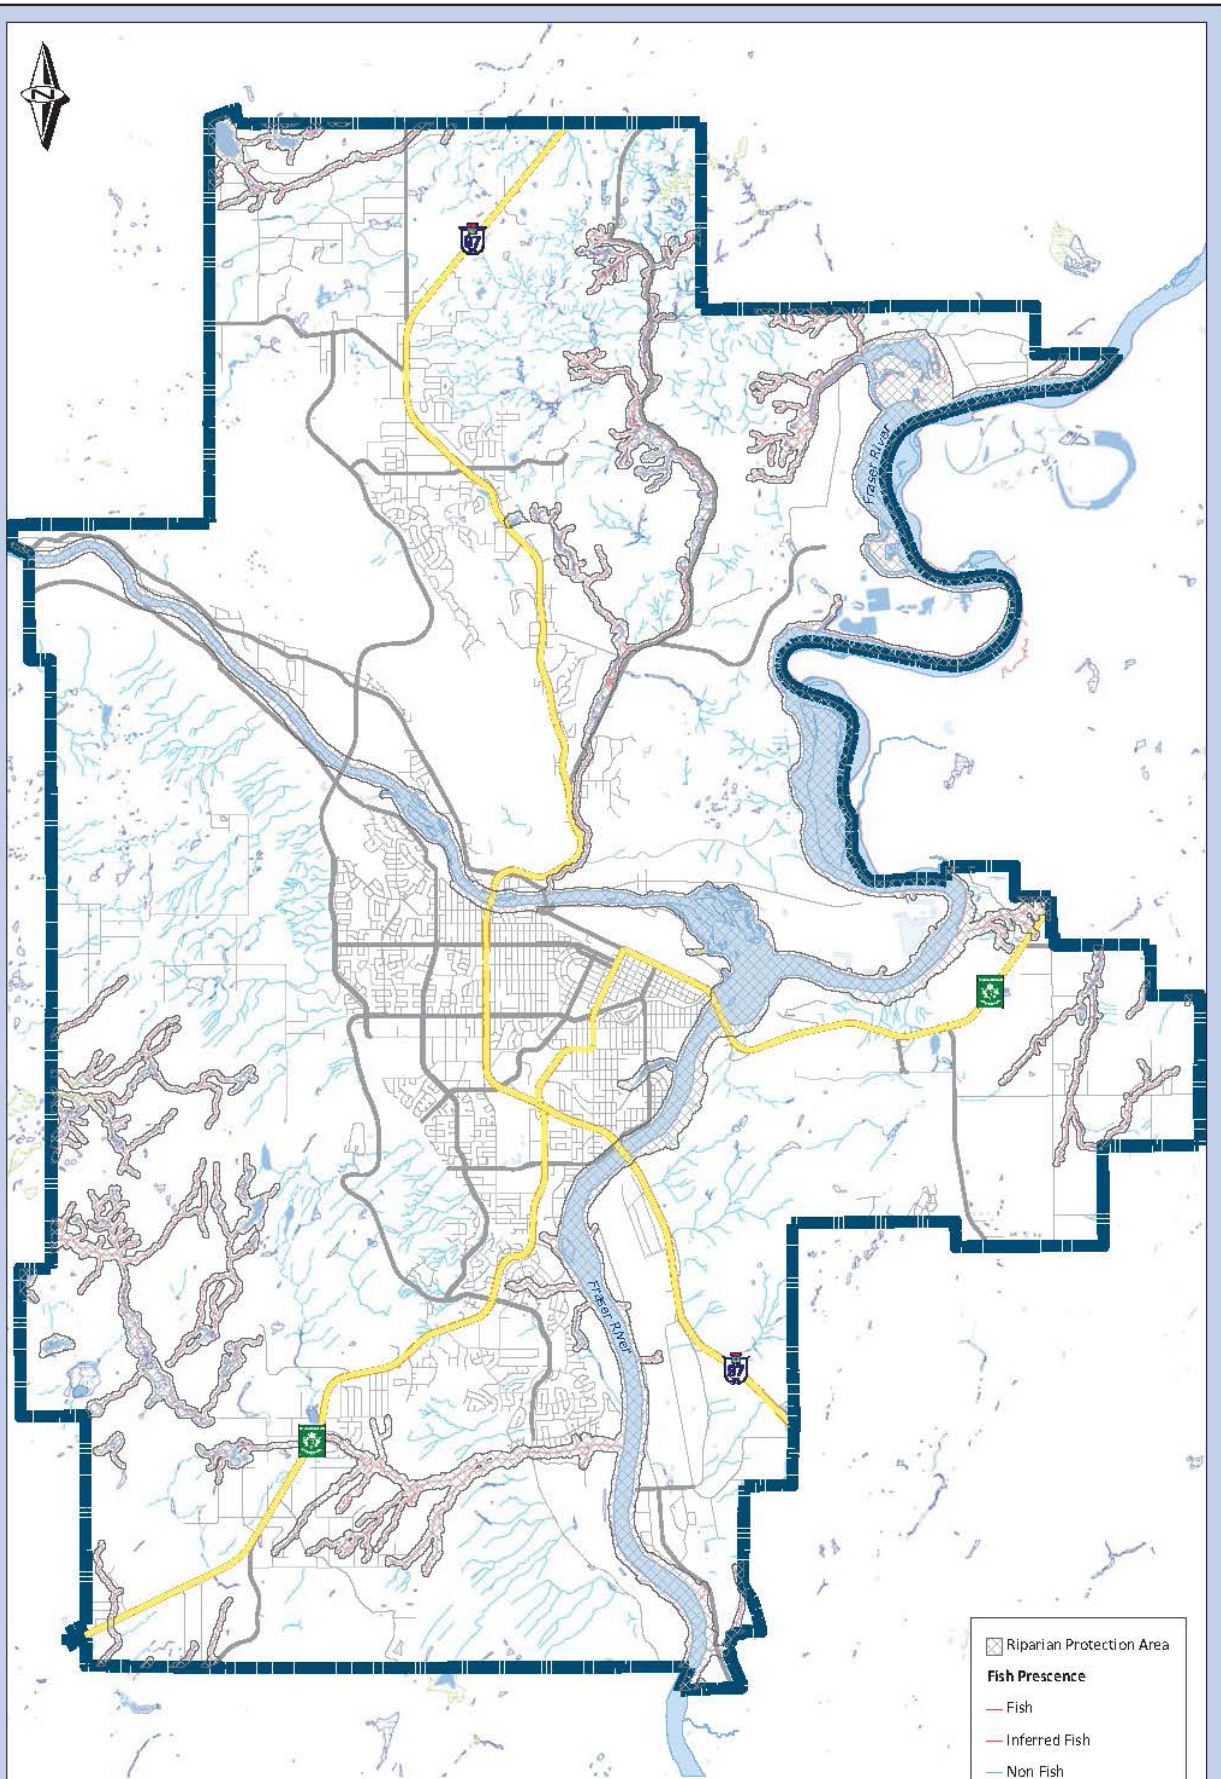 N
97
Fraser River
Fraser River
97
Riparian Protection Area
Fish Prescence
Fish
Inferred Fish
Non Fish